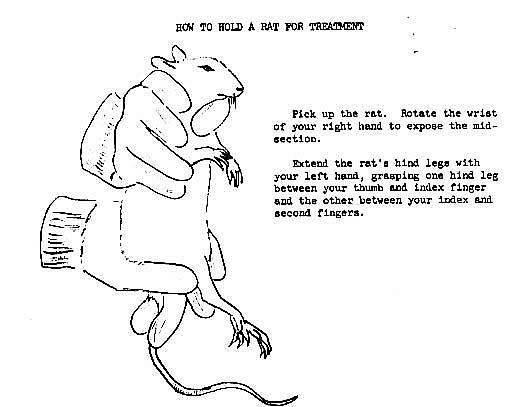 HOW TO HOLD A RAT FOR TREATMENT
Pick up the rat. Rotate the wrist
of your right hand to expose the mid-
section.
Extend the rat's hind legs with
your left hand, grasping one hind leg
between your thumb and index finger
and the other between your index and
second fingers.